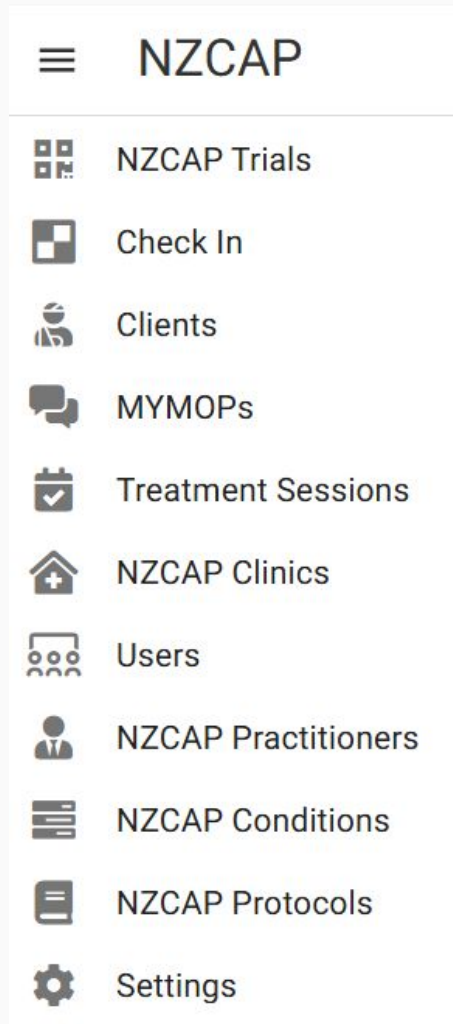 NZCAP
NZCAP Trials
Check In
Clients
MYMOPs
Treatment Sessions
NZCAP Clinics
Users
NZCAP Practitioners
NZCAP Conditions
NZCAP Protocols
Settings